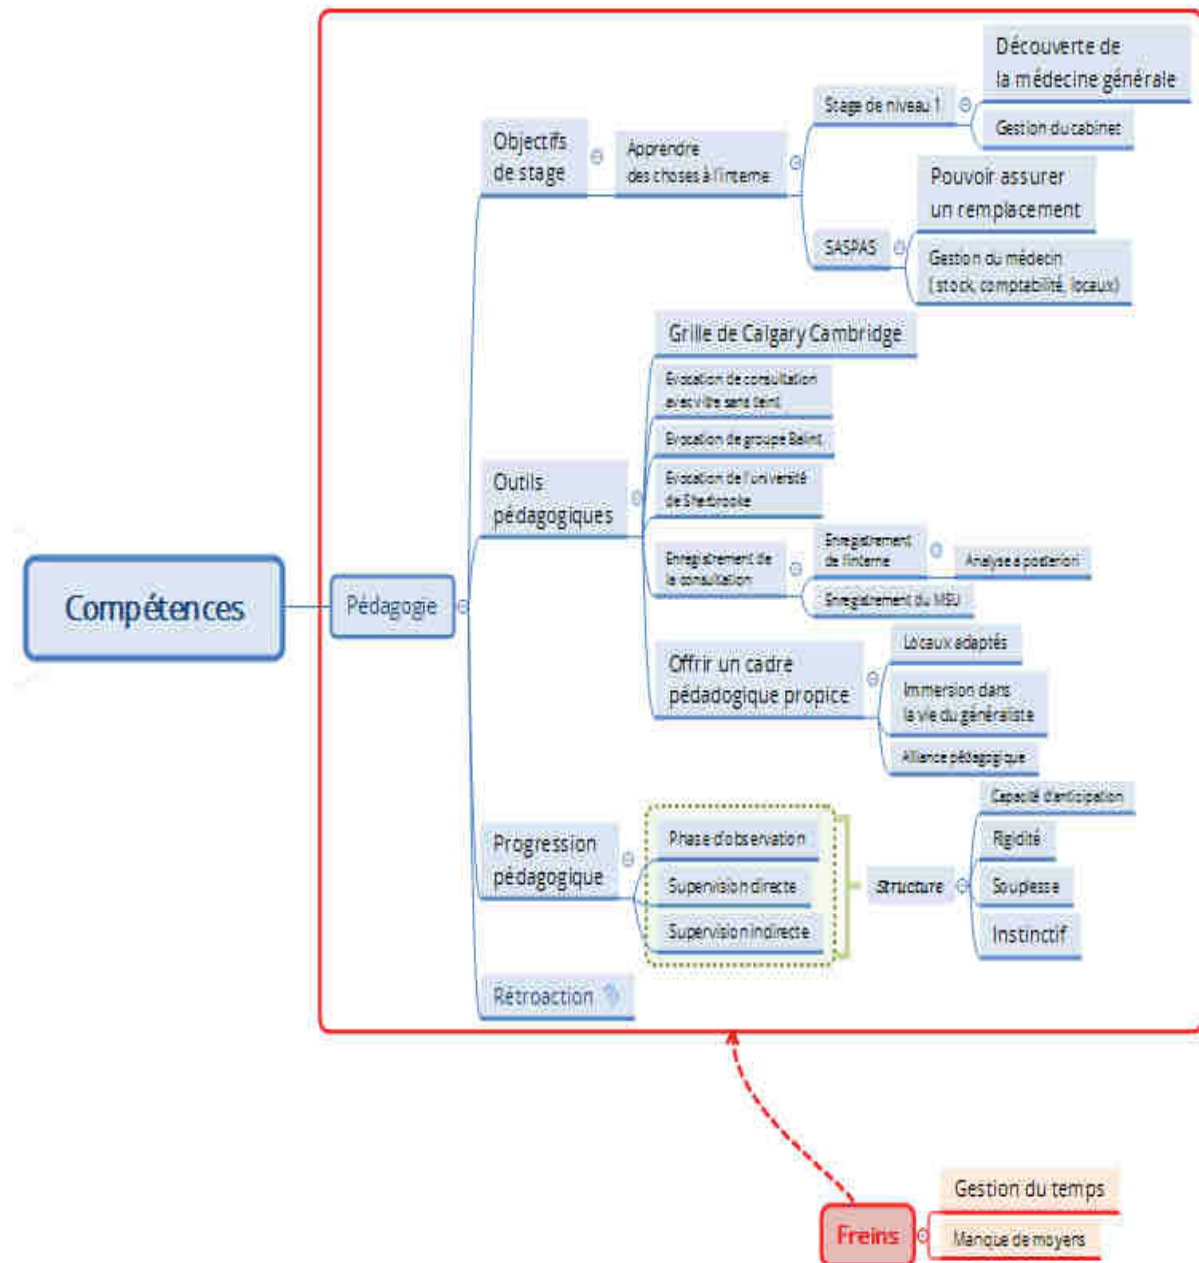 Compétences
Pédagogie
Objectifs
de stage
Apprendre
des choses à l'interne
Stage de niveau 1
Découverte de
la médecine générale
Gestion du cabinet
SASPAS
Pouvoir assurer
un remplacement
Gestion du médecin
( stock, comptabilité, locaux)
Outils
pédagogiques
Grille de Calgary Cambridge
Evocation de consultation
avec vitre sans teint
Evocation de groupe Balint
Evocation de l'université
de Sherbrooke
Enregistrement de
la consultation
Enregistrement
de l'interne
Analyse a posteriori
Enregistrement du MSU
Offrir un cadre
pédadogique propice
Locaux adaptés
Immersion dans
la vie du généraliste
Alliance pédagogique
Progression
pédagogique
Phase d'observation
Supervision directe
Supervision indirecte
Structure
Capacité d'anticipation
Rigidité
Souplesse
Instinctif
Rétroaction
Freins
Gestion du temps
Manque de moyens